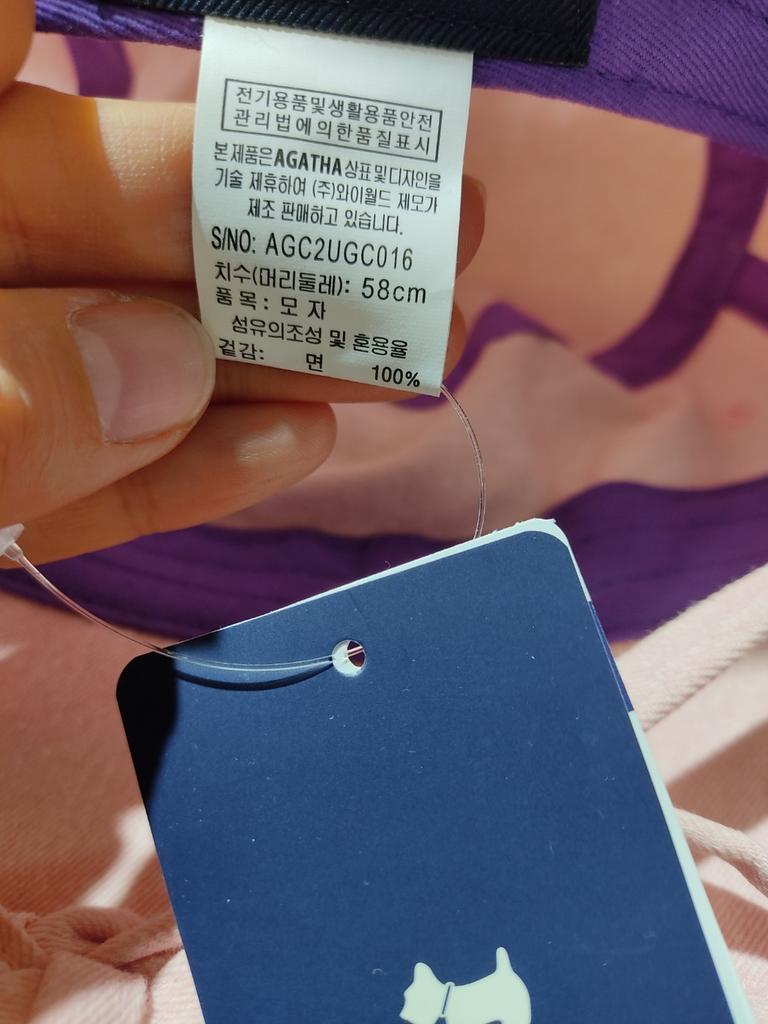 전기용품및생활용품안전
관리법에의한품질표시
본제품은AGATHA상표및디자인을
기술 제휴하여 (주)와이월드 제모가
제조 판매하고 있습니다.
S/NO: AGC2UGC016
치수(머리둘레): 58cm
품 목 : 모 자
섬유의조성 및 혼용율
겉감: 면 100%